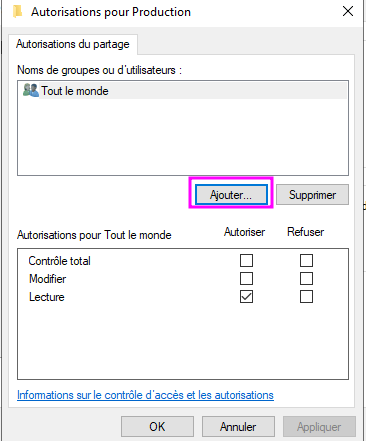 Autorisations pour Production
Autorisations du partage
Noms de groupes ou d'utilisateurs :
Tout le monde
Ajouter... Supprimer
Autorisations pour Tout le monde Autoriser Refuser
Contrôle total
Modifier
Lecture
Informations sur le contrôle d'accès et les autorisations
OK Annuler Appliquer